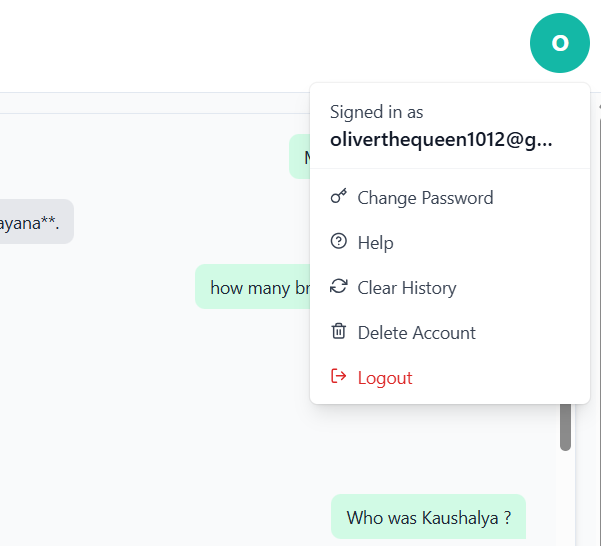 O
Signed in as
oliverthequeen1012@g...
M
Change Password
ayana**.
Help
how many br
Clear History
Delete Account
Logout
Who was Kaushalya ?